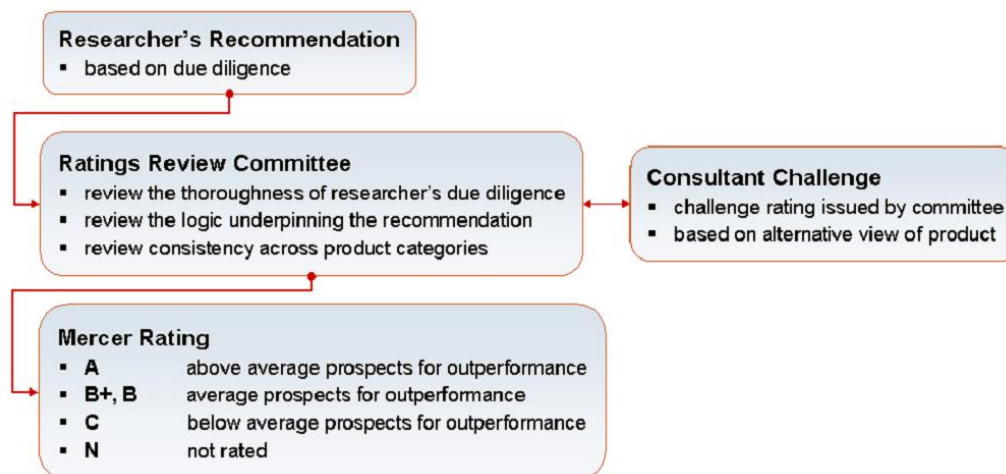 Researcher's Recommendation
▪ based on due diligence
Ratings Review Committee
▪ review the thoroughness of researcher's due diligence
▪ review the logic underpinning the recommendation
▪ review consistency across product categories
Consultant Challenge
▪ challenge rating issued by committee
▪ based on alternative view of product
Mercer Rating
▪ A above average prospects for outperformance
▪ B+, B average prospects for outperformance
▪ C below average prospects for outperformance
▪ N not rated